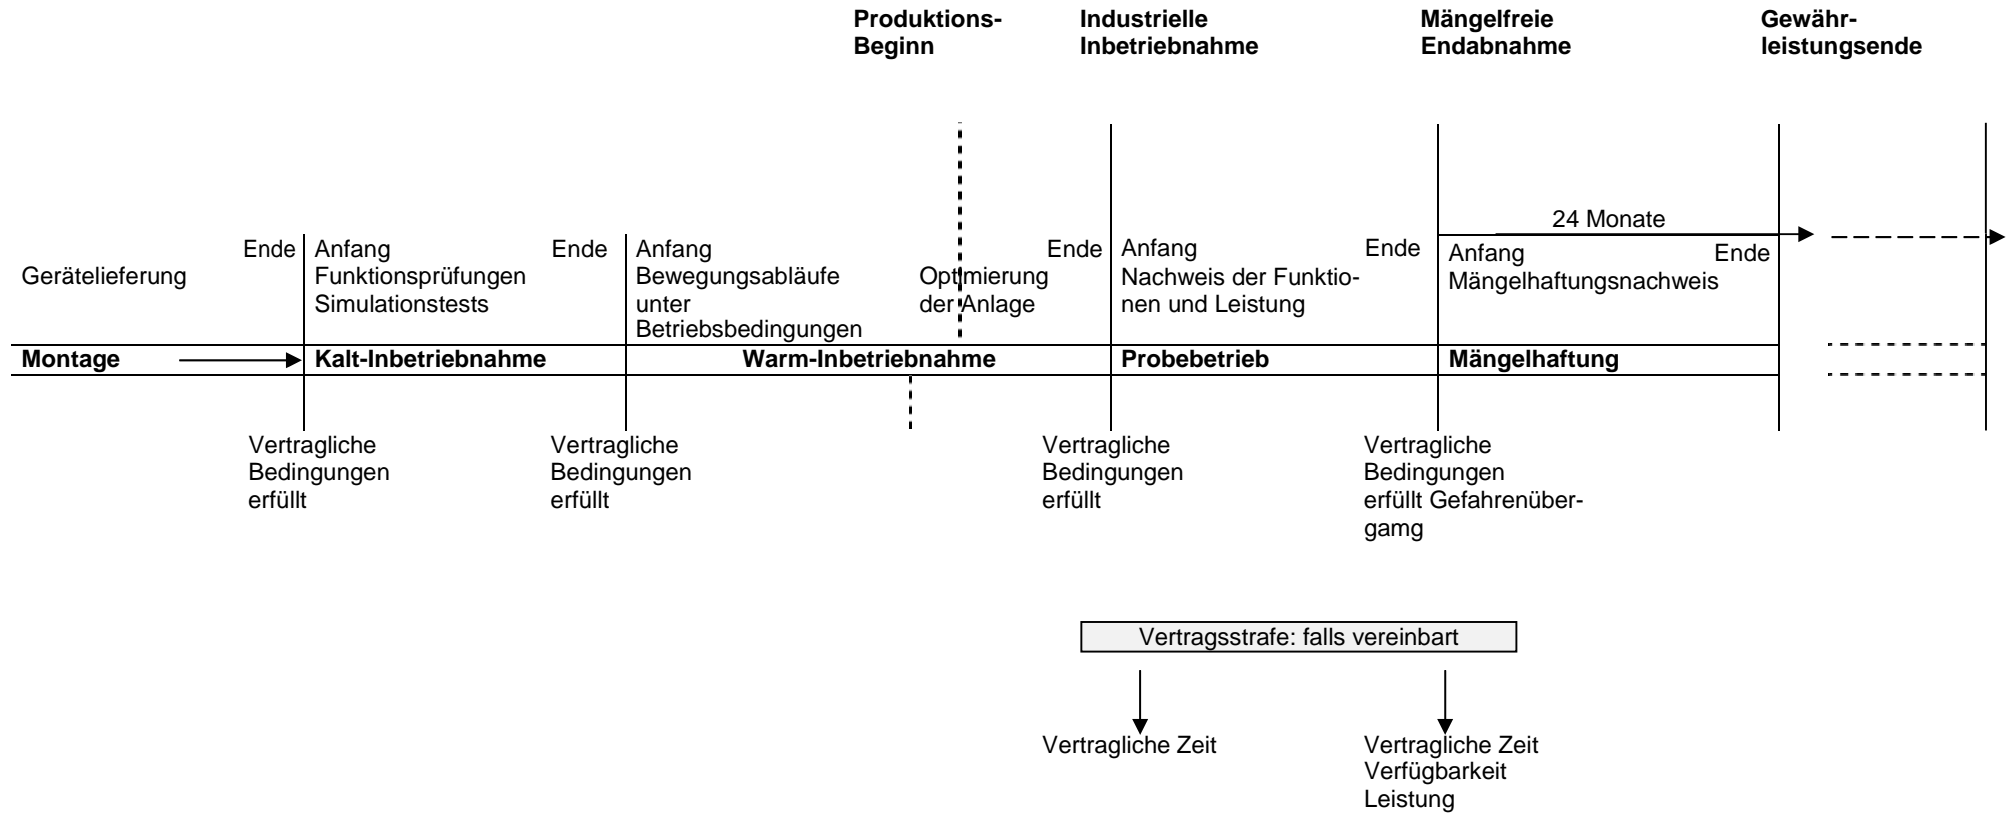 Produktions-
Beginn
Industrielle
Inbetriebnahme
Mängelfreie
Endabnahme
Gewähr-
leistungsende
24 Monate
Gerätelieferung
Ende
Anfang
Funktionsprüfungen
Simulationstests
Ende
Anfang
Bewegungsabläufe
unter
Betriebsbedingungen
Optimierung
der Anlage
Ende
Anfang
Nachweis der Funktio-
nen und Leistung
Ende
Anfang
Mängelhaftungsnachweis
Ende
Montage
Kalt-Inbetriebnahme
Warm-Inbetriebnahme
Probebetrieb
Mängelhaftung
Vertragliche
Bedingungen
erfüllt
Vertragliche
Bedingungen
erfüllt
Vertragliche
Bedingungen
erfüllt
Vertragliche
Bedingungen
erfüllt Gefahrenüber-
gamg
Vertragsstrafe: falls vereinbart
Vertragliche Zeit
Vertragliche Zeit
Verfügbarkeit
Leistung